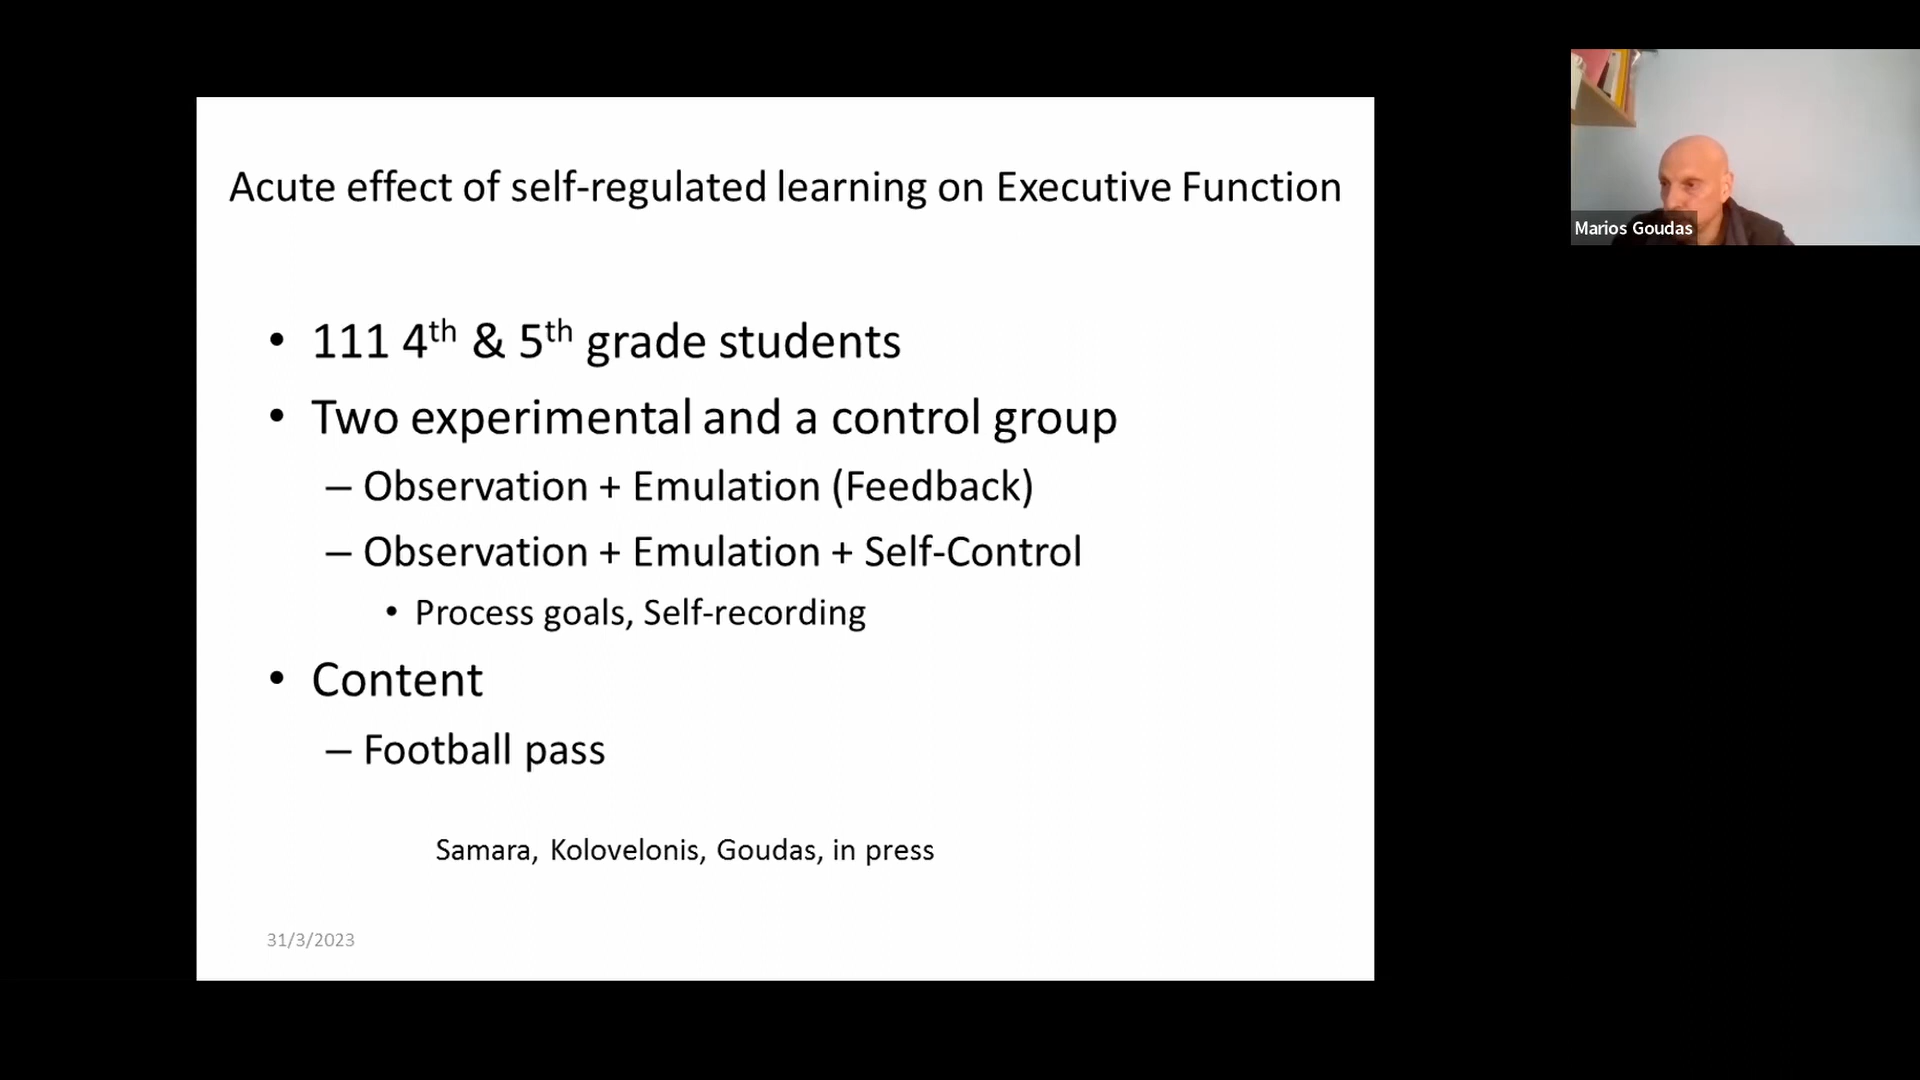 Acute effect of self-regulated learning on Executive Function
• 111 4th & 5th grade students
• Two experimental and a control group
– Observation + Emulation (Feedback)
– Observation + Emulation + Self-Control
• Process goals, Self-recording
• Content
– Football pass
Samara, Kolovelonis, Goudas, in press
31/3/2023
Marios Goudas